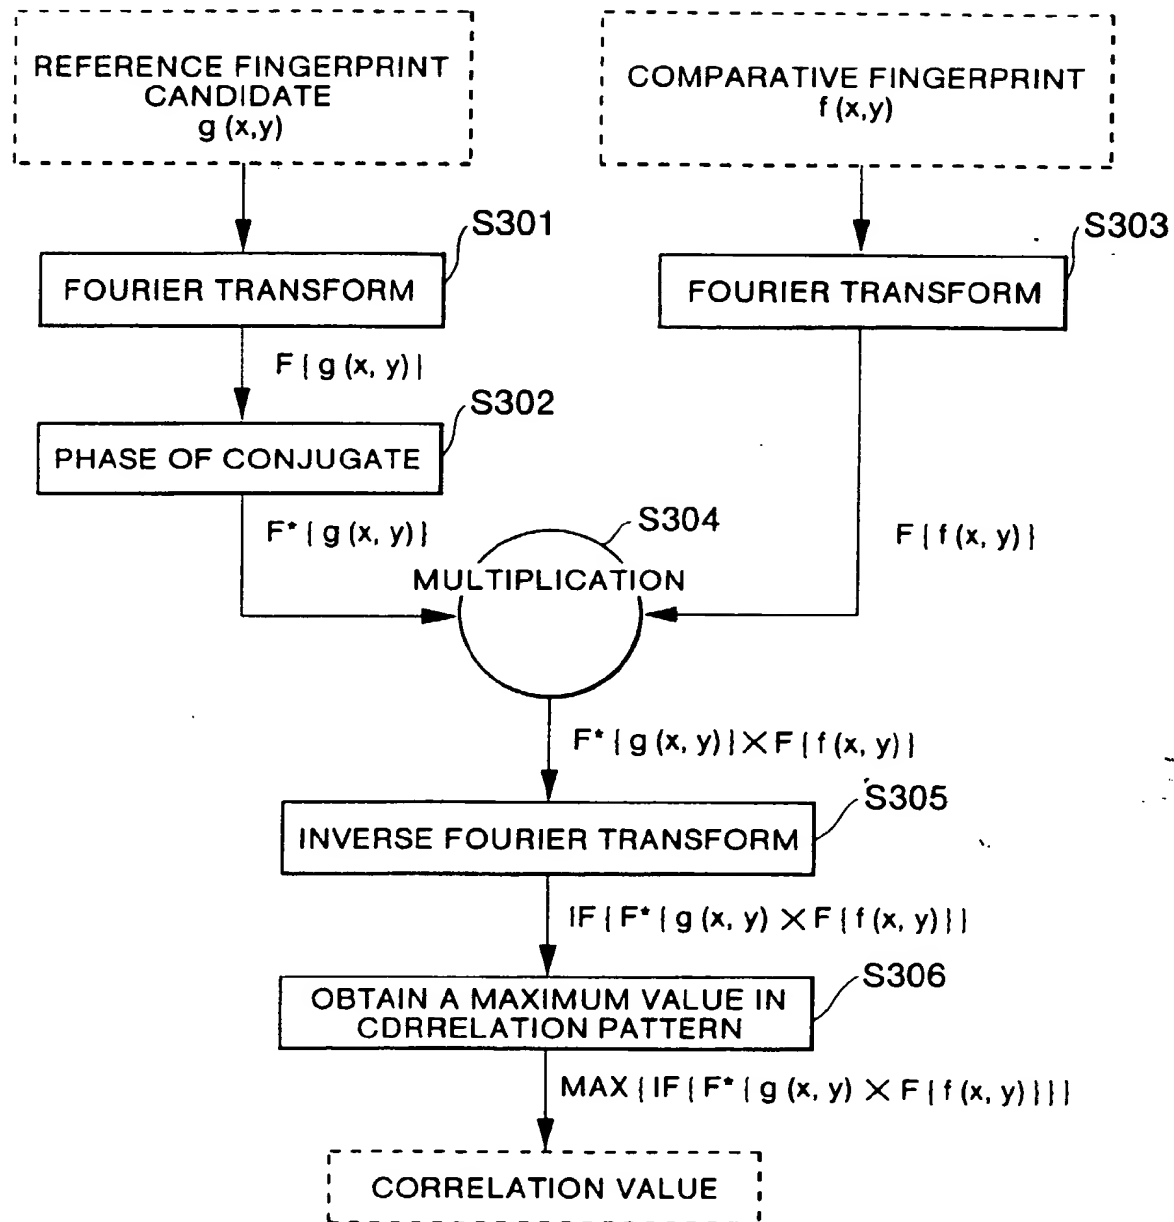 REFERENCE FINGERPRINT
CANDIDATE
g (x,y)
COMPARATIVE FINGERPRINT
f (x,y)
S301
S303
FOURIER TRANSFORM
FOURIER TRANSFORM
F { g (x, y) }
S302
PHASE OF CONJUGATE
F* { g (x, y) }
S304
F { f (x, y) }
MULTIPLICATION
F* { g (x, y) } × F { f (x, y) }
S305
INVERSE FOURIER TRANSFORM
IF { F* { g (x, y) × F { f (x, y) } }
S306
OBTAIN A MAXIMUM VALUE IN
CDRRELATION PATTERN
MAX { IF { F* { g (x, y) × F { f (x, y) } } }
CORRELATION VALUE